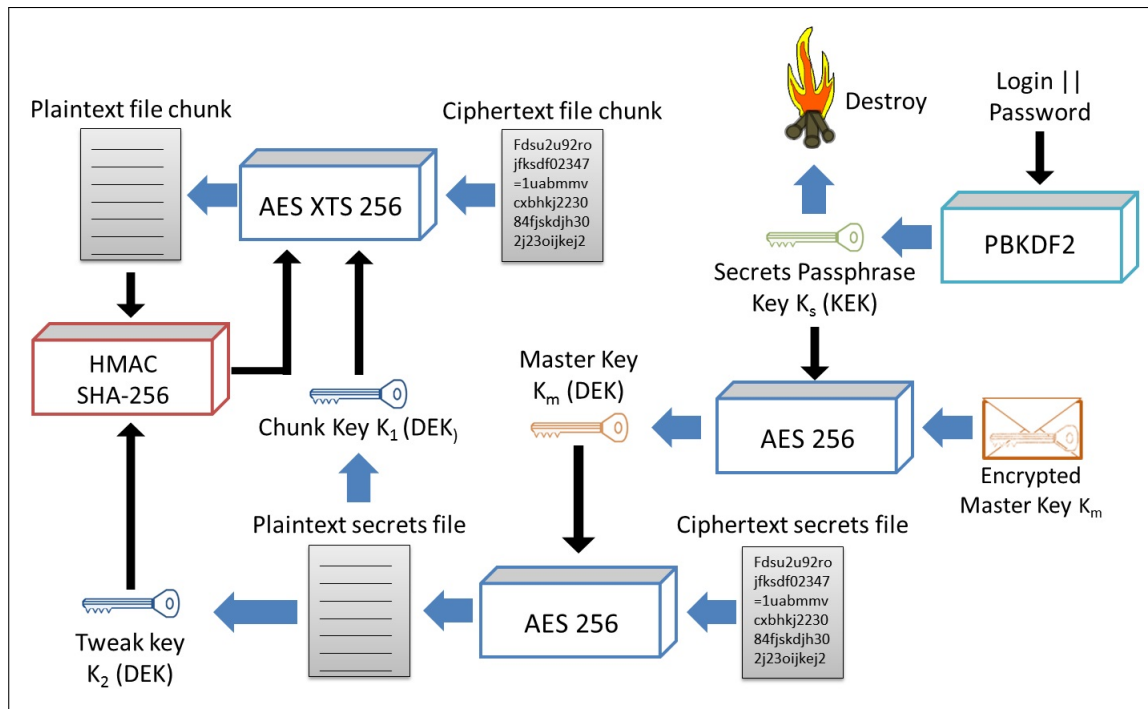 Plaintext file chunk
AES XTS 256
Ciphertext file chunk
Fdsu2u92ro
jfksdf02347
=1uabmmv
cxbhkj2230
84fjskdjh30
2j23oijkej2
Destroy
Login ||
Password
PBKDF2
Secrets Passphrase
Key Ks (KEK)
HMAC
SHA-256
Chunk Key K1 (DEK)
Master Key
Km (DEK)
AES 256
Encrypted
Master Key Km
Plaintext secrets file
Ciphertext secrets file
Fdsu2u92ro
jfksdf02347
=1uabmmv
cxbhkj2230
84fjskdjh30
2j23oijkej2
AES 256
Tweak key
K2 (DEK)